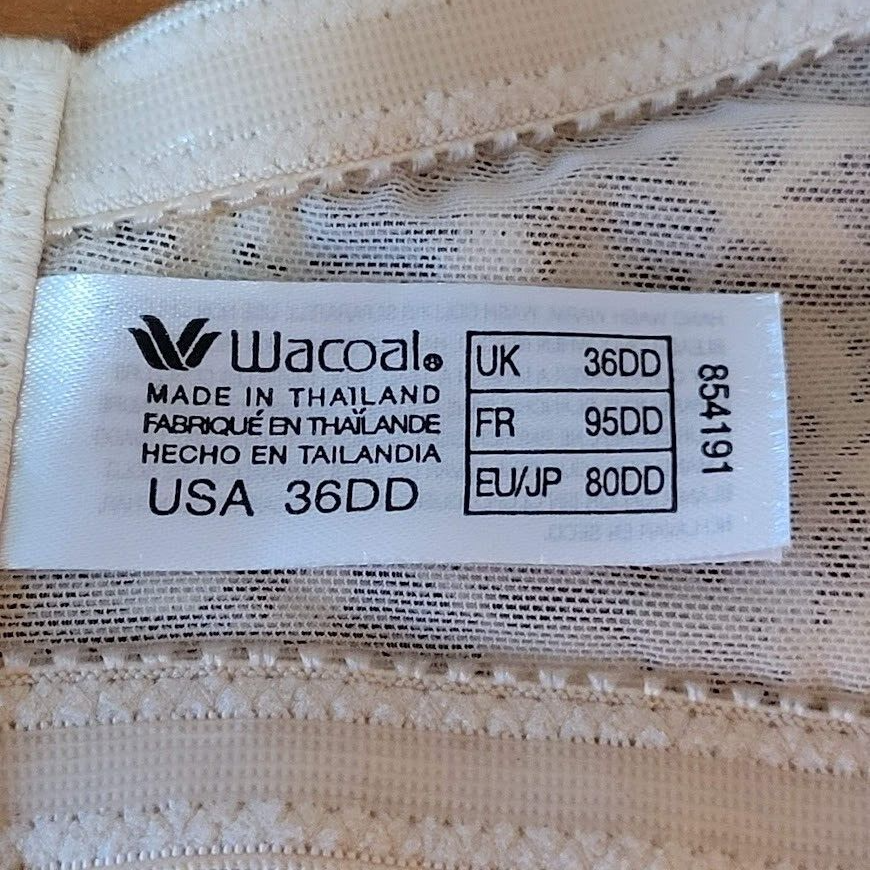 Wacoal®
MADE IN THAILAND
FABRIQUÉ EN THAÏLANDE
HECHO EN TAILANDIA
USA 36DD
UK 36DD
FR 95DD
EU/JP 80DD
854191